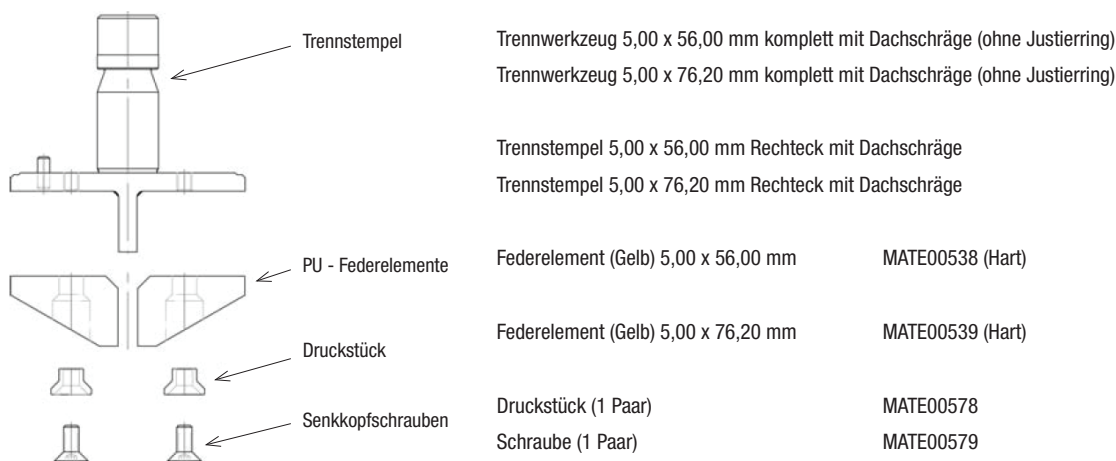 Trennstempel
Trennwerkzeug 5,00 x 56,00 mm komplett mit Dachschräge (ohne Justierring)
Trennwerkzeug 5,00 x 76,20 mm komplett mit Dachschräge (ohne Justierring)
Trennstempel 5,00 x 56,00 mm Rechteck mit Dachschräge
Trennstempel 5,00 x 76,20 mm Rechteck mit Dachschräge
PU - Federelemente
Federelement (Gelb) 5,00 x 56,00 mm MATE00538 (Hart)
Federelement (Gelb) 5,00 x 76,20 mm MATE00539 (Hart)
Druckstück
Senkkopfschrauben
Druckstück (1 Paar) MATE00578
Schraube (1 Paar) MATE00579